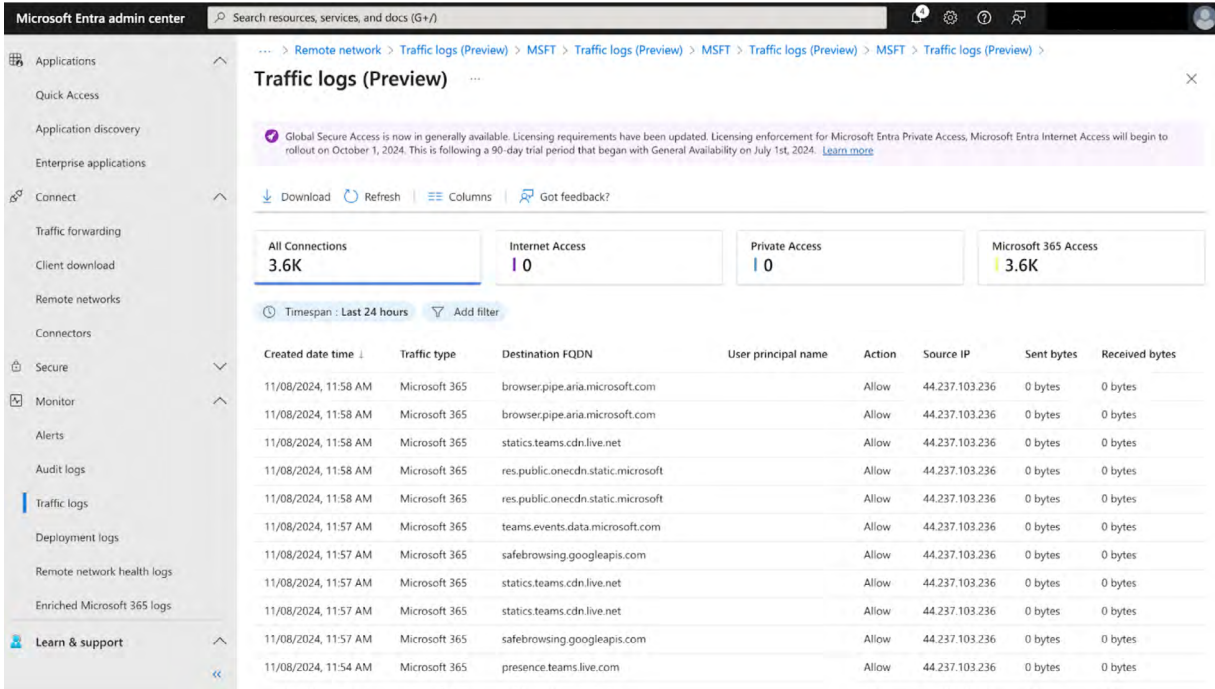 Microsoft Entra admin center
Search resources, services, and docs (G+/)
4
Applications
Quick Access
Application discovery
Enterprise applications
Connect
Traffic forwarding
Client download
Remote networks
Connectors
Secure
Monitor
Alerts
Audit logs
Traffic logs
Deployment logs
Remote network health logs
Enriched Microsoft 365 logs
Learn & support
<<
··· > Remote network > Traffic logs (Preview) > MSFT > Traffic logs (Preview) > MSFT > Traffic logs (Preview) > MSFT > Traffic logs (Preview) >
Traffic logs (Preview) ···
Global Secure Access is now in generally available. Licensing requirements have been updated. Licensing enforcement for Microsoft Entra Private Access, Microsoft Entra Internet Access will begin to
rollout on October 1, 2024. This is following a 90-day trial period that began with General Availability on July 1st, 2024. Learn more
Download Refresh Columns Got feedback?
All Connections Internet Access Private Access Microsoft 365 Access
3.6K 0 0 3.6K
Timespan : Last 24 hours Add filter
Created date time ↓ Traffic type Destination FQDN User principal name Action Source IP Sent bytes Received bytes
11/08/2024, 11:58 AM Microsoft 365 browser.pipe.aria.microsoft.com Allow 44.237.103.236 0 bytes 0 bytes
11/08/2024, 11:58 AM Microsoft 365 browser.pipe.aria.microsoft.com Allow 44.237.103.236 0 bytes 0 bytes
11/08/2024, 11:58 AM Microsoft 365 statics.teams.cdn.live.net Allow 44.237.103.236 0 bytes 0 bytes
11/08/2024, 11:58 AM Microsoft 365 res.public.onecdn.static.microsoft Allow 44.237.103.236 0 bytes 0 bytes
11/08/2024, 11:58 AM Microsoft 365 res.public.onecdn.static.microsoft Allow 44.237.103.236 0 bytes 0 bytes
11/08/2024, 11:57 AM Microsoft 365 teams.events.data.microsoft.com Allow 44.237.103.236 0 bytes 0 bytes
11/08/2024, 11:57 AM Microsoft 365 safebrowsing.googleapis.com Allow 44.237.103.236 0 bytes 0 bytes
11/08/2024, 11:57 AM Microsoft 365 statics.teams.cdn.live.net Allow 44.237.103.236 0 bytes 0 bytes
11/08/2024, 11:57 AM Microsoft 365 statics.teams.cdn.live.net Allow 44.237.103.236 0 bytes 0 bytes
11/08/2024, 11:57 AM Microsoft 365 safebrowsing.googleapis.com Allow 44.237.103.236 0 bytes 0 bytes
11/08/2024, 11:54 AM Microsoft 365 presence.teams.live.com Allow 44.237.103.236 0 bytes 0 bytes